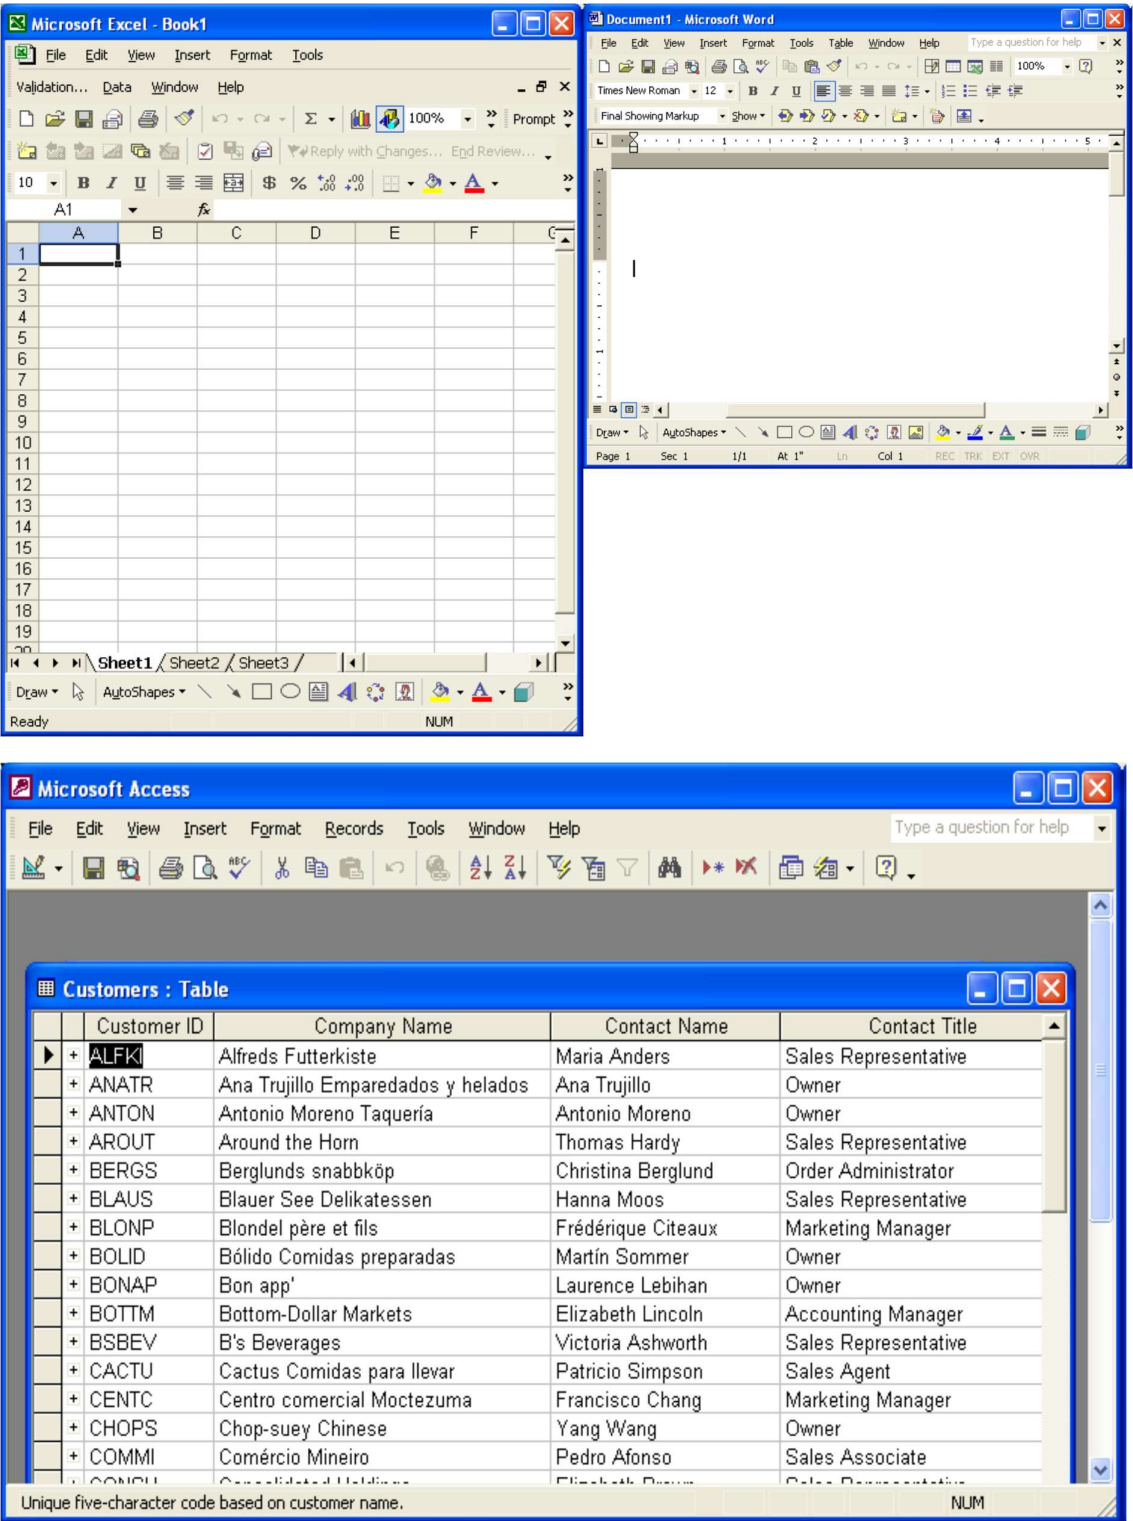 Microsoft Excel - Book1
File Edit View Insert Format Tools
Validation... Data Window Help
Σ 100% » Prompt »
Reply with Changes... End Review...
10 B I U $ % »
A1 fx
A B C D E F
1
2
3
4
5
6
7
8
9
10
11
12
13
14
15
16
17
18
19
20
Sheet1 / Sheet2 / Sheet3 /
Draw AutoShapes A »
Ready NUM
Document1 - Microsoft Word
File Edit View Insert Format Tools Table Window Help Type a question for help
100% »
Times New Roman 12 B I U »
Final Showing Markup Show
L 1 2 3 4 5
1
Draw AutoShapes A »
Page 1 Sec 1 1/1 At 1" Ln Col 1 REC TRK EXT OVR
Microsoft Access
File Edit View Insert Format Records Tools Window Help Type a question for help
Customers : Table
Customer ID Company Name Contact Name Contact Title
ALFKI Alfreds Futterkiste Maria Anders Sales Representative
ANATR Ana Trujillo Emparedados y helados Ana Trujillo Owner
ANTON Antonio Moreno Taquería Antonio Moreno Owner
AROUT Around the Horn Thomas Hardy Sales Representative
BERGS Berglunds snabbköp Christina Berglund Order Administrator
BLAUS Blauer See Delikatessen Hanna Moos Sales Representative
BLONP Blondel père et fils Frédérique Citeaux Marketing Manager
BOLID Bólido Comidas preparadas Martín Sommer Owner
BONAP Bon app' Laurence Lebihan Owner
BOTTM Bottom-Dollar Markets Elizabeth Lincoln Accounting Manager
BSBEV B's Beverages Victoria Ashworth Sales Representative
CACTU Cactus Comidas para llevar Patricio Simpson Sales Agent
CENTC Centro comercial Moctezuma Francisco Chang Marketing Manager
CHOPS Chop-suey Chinese Yang Wang Owner
COMMI Comércio Mineiro Pedro Afonso Sales Associate
Unique five-character code based on customer name. NUM